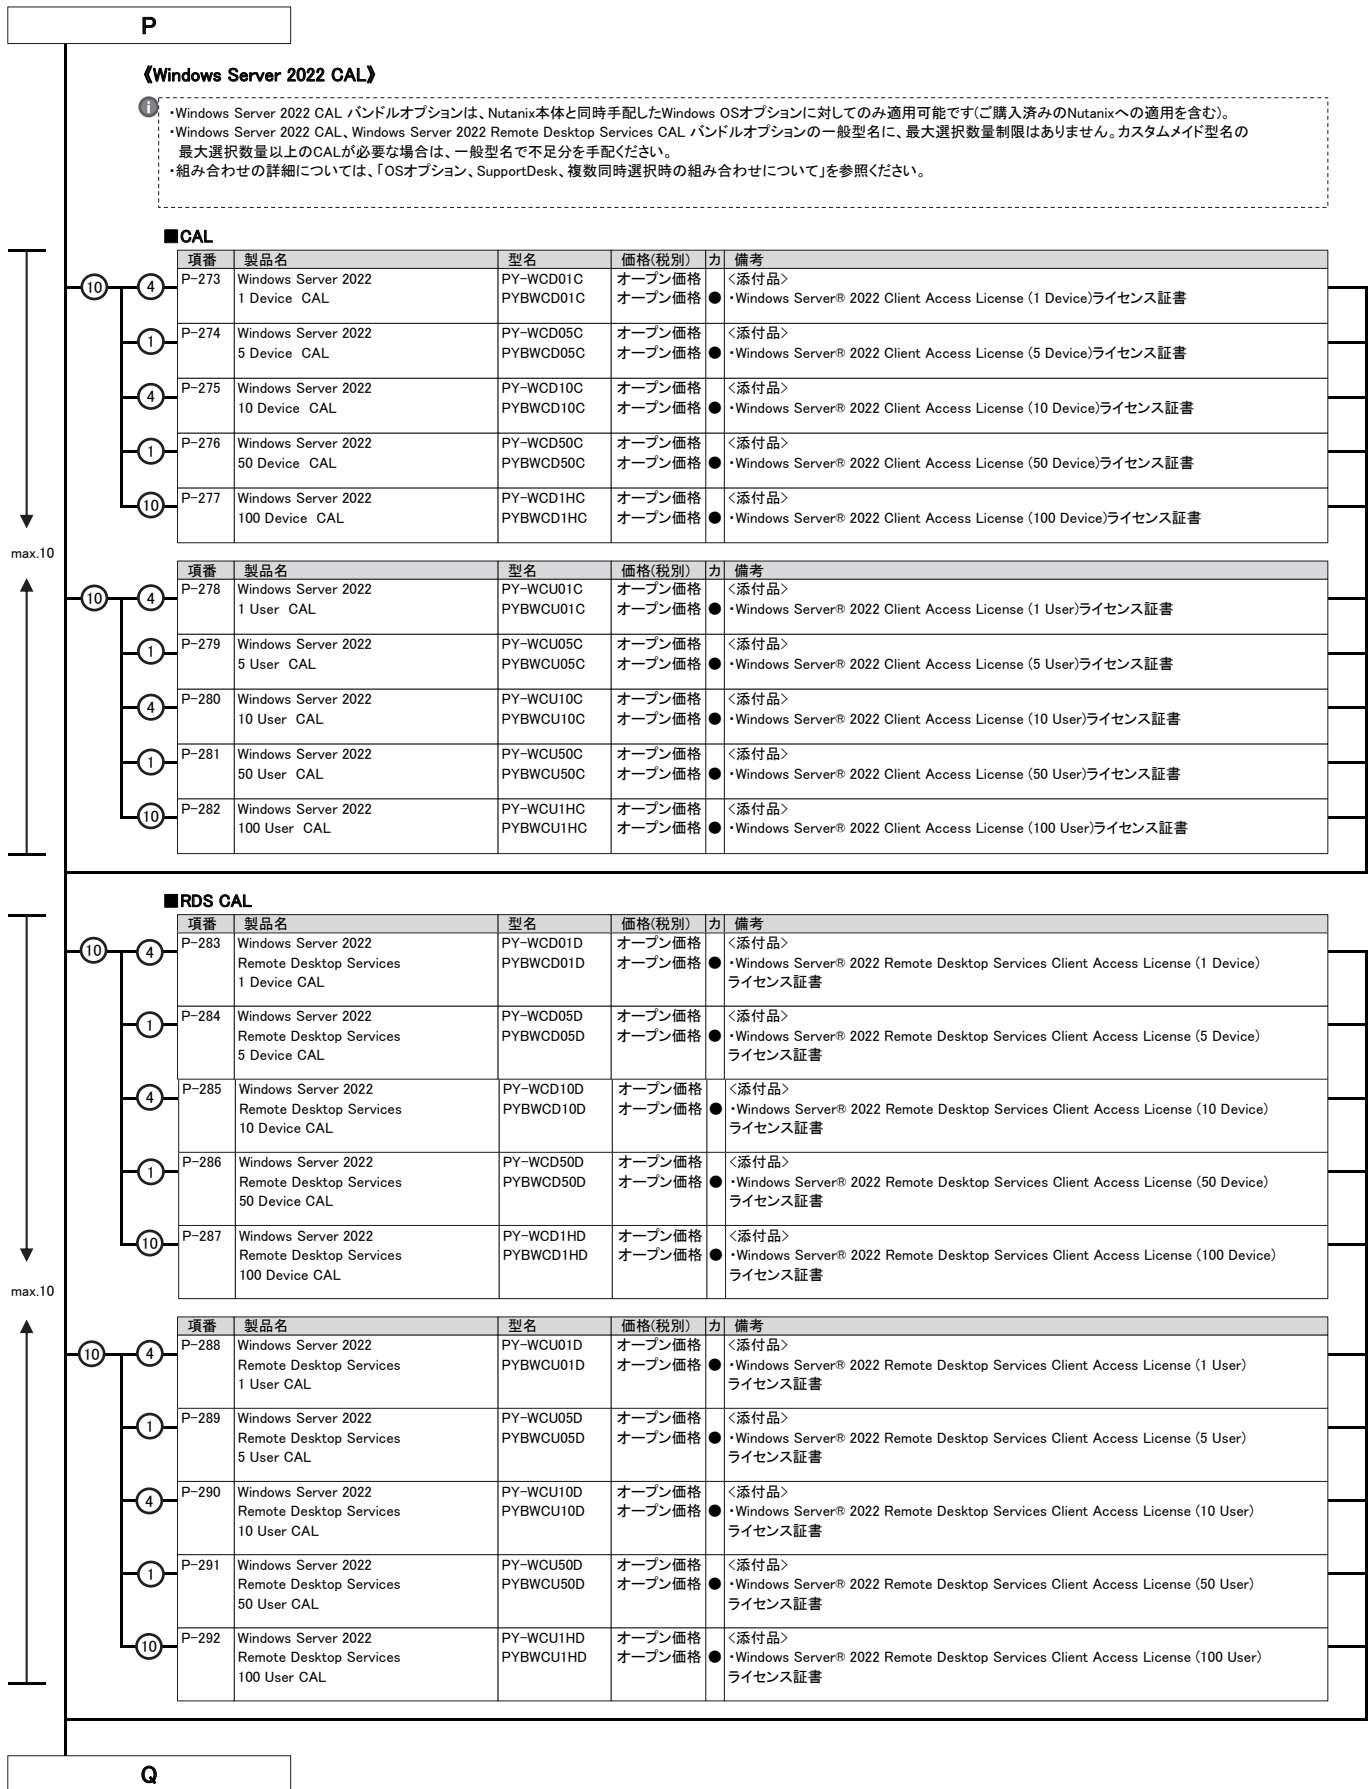 P
《Windows Server 2022 CAL》
・Windows Server 2022 CAL バンドルオプションは、Nutanix本体と同時手配したWindows OSオプションに対してのみ適用可能です(ご購入済みのNutanixへの適用を含む)。
・Windows Server 2022 CAL、Windows Server 2022 Remote Desktop Services CAL バンドルオプションの一般型名に、最大選択数量制限はありません。カスタムメイド型名の
最大選択数量以上のCALが必要な場合は、一般型名で不足分を手配ください。
・組み合わせの詳細については、「OSオプション、SupportDesk、複数同時選択時の組み合わせについて」を参照ください。
■CAL
項番 製品名 型名 価格(税別) カ 備考
10 4 P-273 Windows Server 2022 PY-WCD01C オープン価格 <添付品>
1 Device CAL PYBWCD01C オープン価格 ● ・Windows Server® 2022 Client Access License (1 Device)ライセンス証書
1 P-274 Windows Server 2022 PY-WCD05C オープン価格 <添付品>
5 Device CAL PYBWCD05C オープン価格 ● ・Windows Server® 2022 Client Access License (5 Device)ライセンス証書
4 P-275 Windows Server 2022 PY-WCD10C オープン価格 <添付品>
10 Device CAL PYBWCD10C オープン価格 ● ・Windows Server® 2022 Client Access License (10 Device)ライセンス証書
1 P-276 Windows Server 2022 PY-WCD50C オープン価格 <添付品>
50 Device CAL PYBWCD50C オープン価格 ● ・Windows Server® 2022 Client Access License (50 Device)ライセンス証書
10 P-277 Windows Server 2022 PY-WCD1HC オープン価格 <添付品>
100 Device CAL PYBWCD1HC オープン価格 ● ・Windows Server® 2022 Client Access License (100 Device)ライセンス証書
max.10
項番 製品名 型名 価格(税別) カ 備考
10 4 P-278 Windows Server 2022 PY-WCU01C オープン価格 <添付品>
1 User CAL PYBWCU01C オープン価格 ● ・Windows Server® 2022 Client Access License (1 User)ライセンス証書
1 P-279 Windows Server 2022 PY-WCU05C オープン価格 <添付品>
5 User CAL PYBWCU05C オープン価格 ● ・Windows Server® 2022 Client Access License (5 User)ライセンス証書
4 P-280 Windows Server 2022 PY-WCU10C オープン価格 <添付品>
10 User CAL PYBWCU10C オープン価格 ● ・Windows Server® 2022 Client Access License (10 User)ライセンス証書
1 P-281 Windows Server 2022 PY-WCU50C オープン価格 <添付品>
50 User CAL PYBWCU50C オープン価格 ● ・Windows Server® 2022 Client Access License (50 User)ライセンス証書
10 P-282 Windows Server 2022 PY-WCU1HC オープン価格 <添付品>
100 User CAL PYBWCU1HC オープン価格 ● ・Windows Server® 2022 Client Access License (100 User)ライセンス証書
■RDS CAL
項番 製品名 型名 価格(税別) カ 備考
10 4 P-283 Windows Server 2022 PY-WCD01D オープン価格 <添付品>
Remote Desktop Services PYBWCD01D オープン価格 ● ・Windows Server® 2022 Remote Desktop Services Client Access License (1 Device)
1 Device CAL ライセンス証書
1 P-284 Windows Server 2022 PY-WCD05D オープン価格 <添付品>
Remote Desktop Services PYBWCD05D オープン価格 ● ・Windows Server® 2022 Remote Desktop Services Client Access License (5 Device)
5 Device CAL ライセンス証書
4 P-285 Windows Server 2022 PY-WCD10D オープン価格 <添付品>
Remote Desktop Services PYBWCD10D オープン価格 ● ・Windows Server® 2022 Remote Desktop Services Client Access License (10 Device)
10 Device CAL ライセンス証書
1 P-286 Windows Server 2022 PY-WCD50D オープン価格 <添付品>
Remote Desktop Services PYBWCD50D オープン価格 ● ・Windows Server® 2022 Remote Desktop Services Client Access License (50 Device)
50 Device CAL ライセンス証書
10 P-287 Windows Server 2022 PY-WCD1HD オープン価格 <添付品>
Remote Desktop Services PYBWCD1HD オープン価格 ● ・Windows Server® 2022 Remote Desktop Services Client Access License (100 Device)
100 Device CAL ライセンス証書
max.10
項番 製品名 型名 価格(税別) カ 備考
10 4 P-288 Windows Server 2022 PY-WCU01D オープン価格 <添付品>
Remote Desktop Services PYBWCU01D オープン価格 ● ・Windows Server® 2022 Remote Desktop Services Client Access License (1 User)
1 User CAL ライセンス証書
1 P-289 Windows Server 2022 PY-WCU05D オープン価格 <添付品>
Remote Desktop Services PYBWCU05D オープン価格 ● ・Windows Server® 2022 Remote Desktop Services Client Access License (5 User)
5 User CAL ライセンス証書
4 P-290 Windows Server 2022 PY-WCU10D オープン価格 <添付品>
Remote Desktop Services PYBWCU10D オープン価格 ● ・Windows Server® 2022 Remote Desktop Services Client Access License (10 User)
10 User CAL ライセンス証書
1 P-291 Windows Server 2022 PY-WCU50D オープン価格 <添付品>
Remote Desktop Services PYBWCU50D オープン価格 ● ・Windows Server® 2022 Remote Desktop Services Client Access License (50 User)
50 User CAL ライセンス証書
10 P-292 Windows Server 2022 PY-WCU1HD オープン価格 <添付品>
Remote Desktop Services PYBWCU1HD オープン価格 ● ・Windows Server® 2022 Remote Desktop Services Client Access License (100 User)
100 User CAL ライセンス証書
Q